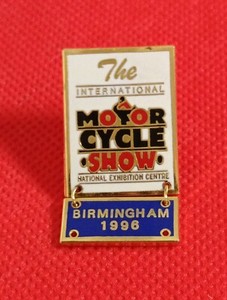 The
INTERNATIONAL
MOTOR
CYCLE
SHOW
NATIONAL EXHIBITION CENTRE
BIRMINGHAM
1996